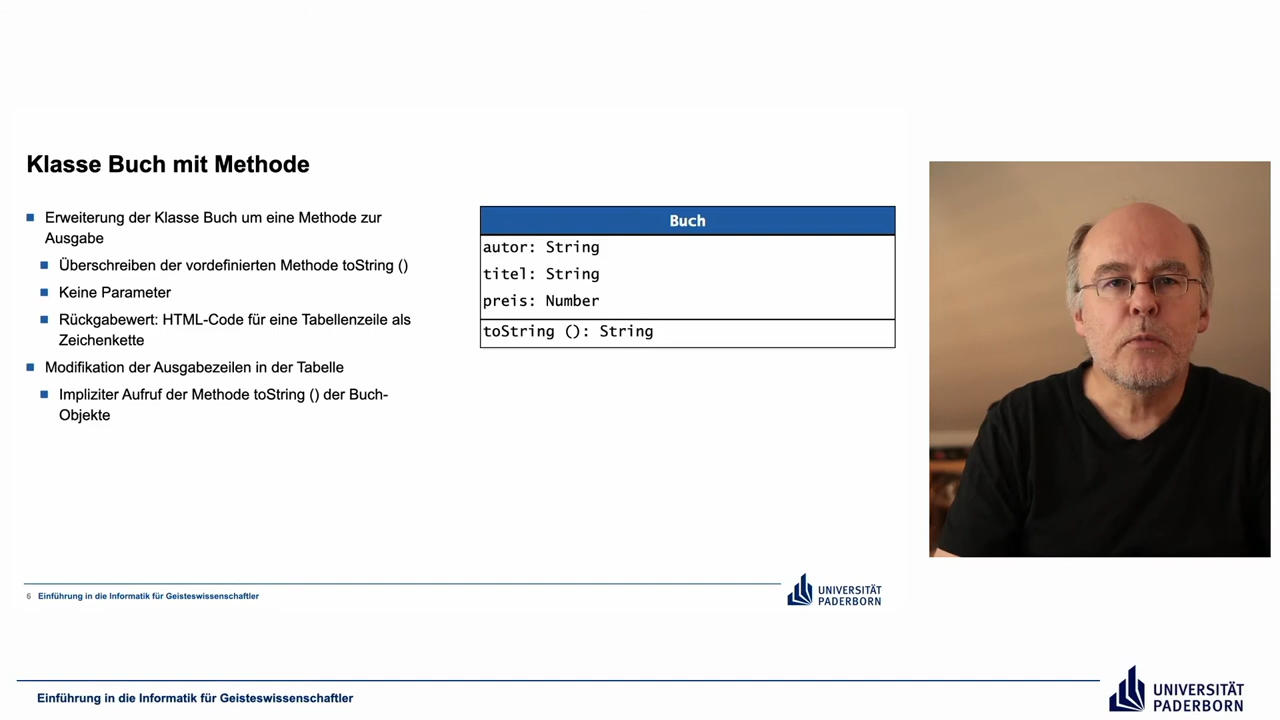 Klasse Buch mit Methode
Erweiterung der Klasse Buch um eine Methode zur
Ausgabe
Überschreiben der vordefinierten Methode toString ()
Keine Parameter
Rückgabewert: HTML-Code für eine Tabellenzeile als
Zeichenkette
Modifikation der Ausgabezeilen in der Tabelle
Impliziter Aufruf der Methode toString () der Buch-
Objekte
Buch
autor: String
titel: String
preis: Number
toString (): String
6 Einführung in die Informatik für Geisteswissenschaftler
UNIVERSITÄT
PADERBORN
Einführung in die Informatik für Geisteswissenschaftler
UNIVERSITÄT
PADERBORN